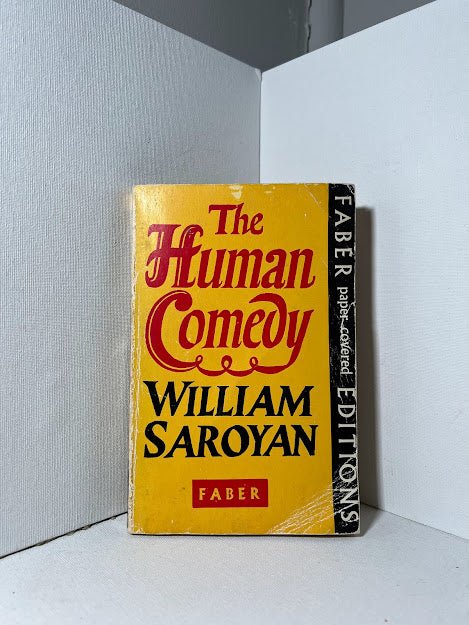 The
Human
Comedy
WILLIAM
SAROYAN
FABER
FABER paper covered EDITIONS